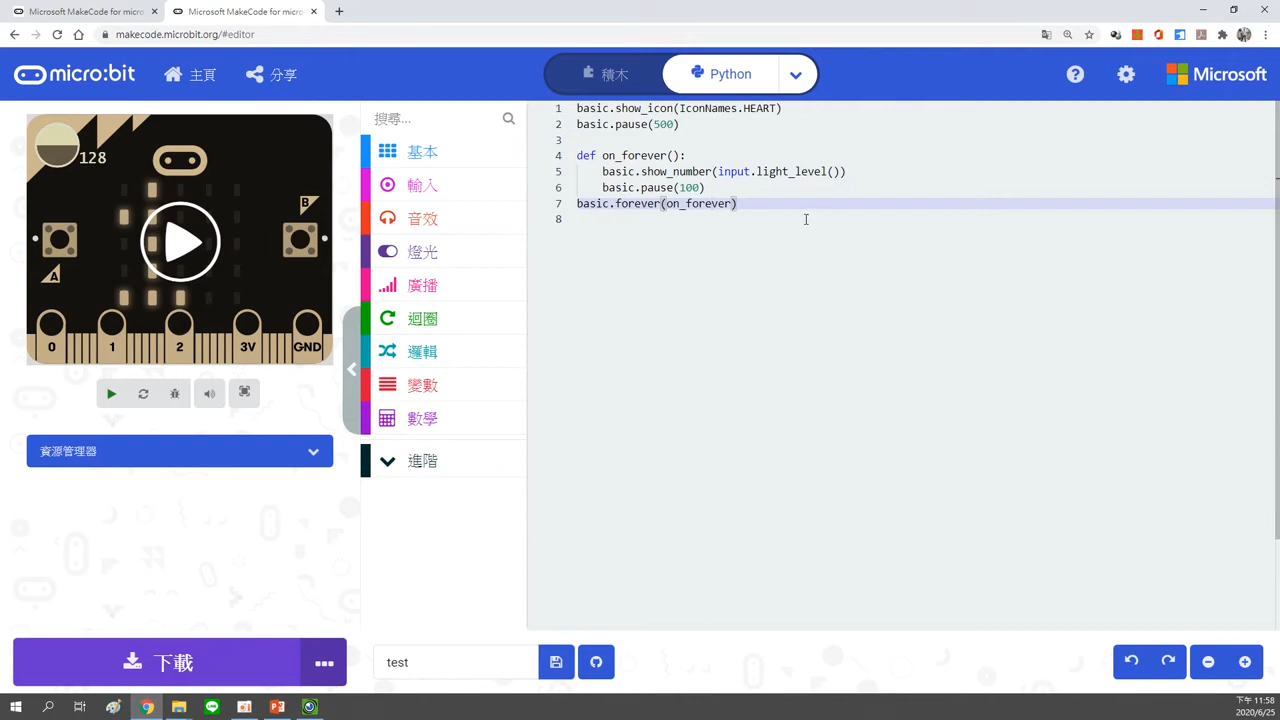 Microsoft MakeCode for micro
Microsoft MakeCode for micro
makecode.microbit.org/#editor
micro:bit
主頁
分享
積木
Python
Microsoft
128
A
B
0
1
2
3V
GND
資源管理器
下載
搜尋...
基本
輸入
音效
燈光
廣播
迴圈
邏輯
變數
數學
進階
1 basic.show_icon(IconNames.HEART)
2 basic.pause(500)
3
4 def on_forever():
5 basic.show_number(input.light_level())
6 basic.pause(100)
7 basic.forever(on_forever)
8
test
下午 11:58
2020/6/25